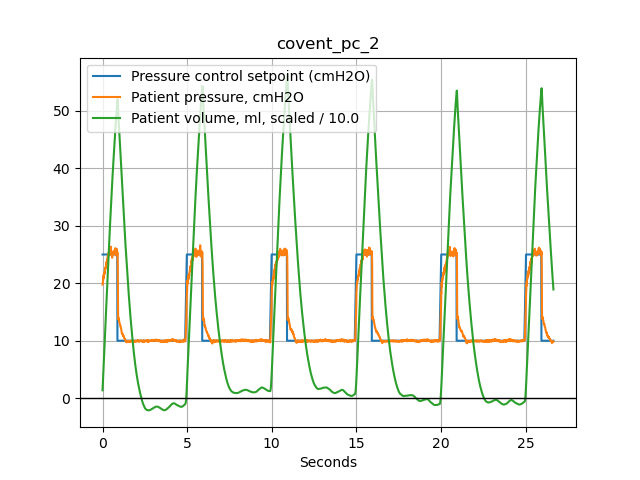 covent_pc_2
Pressure control setpoint (cmH2O)
Patient pressure, cmH2O
Patient volume, ml, scaled / 10.0
50
40
30
20
10
0
0 5 10 15 20 25
Seconds